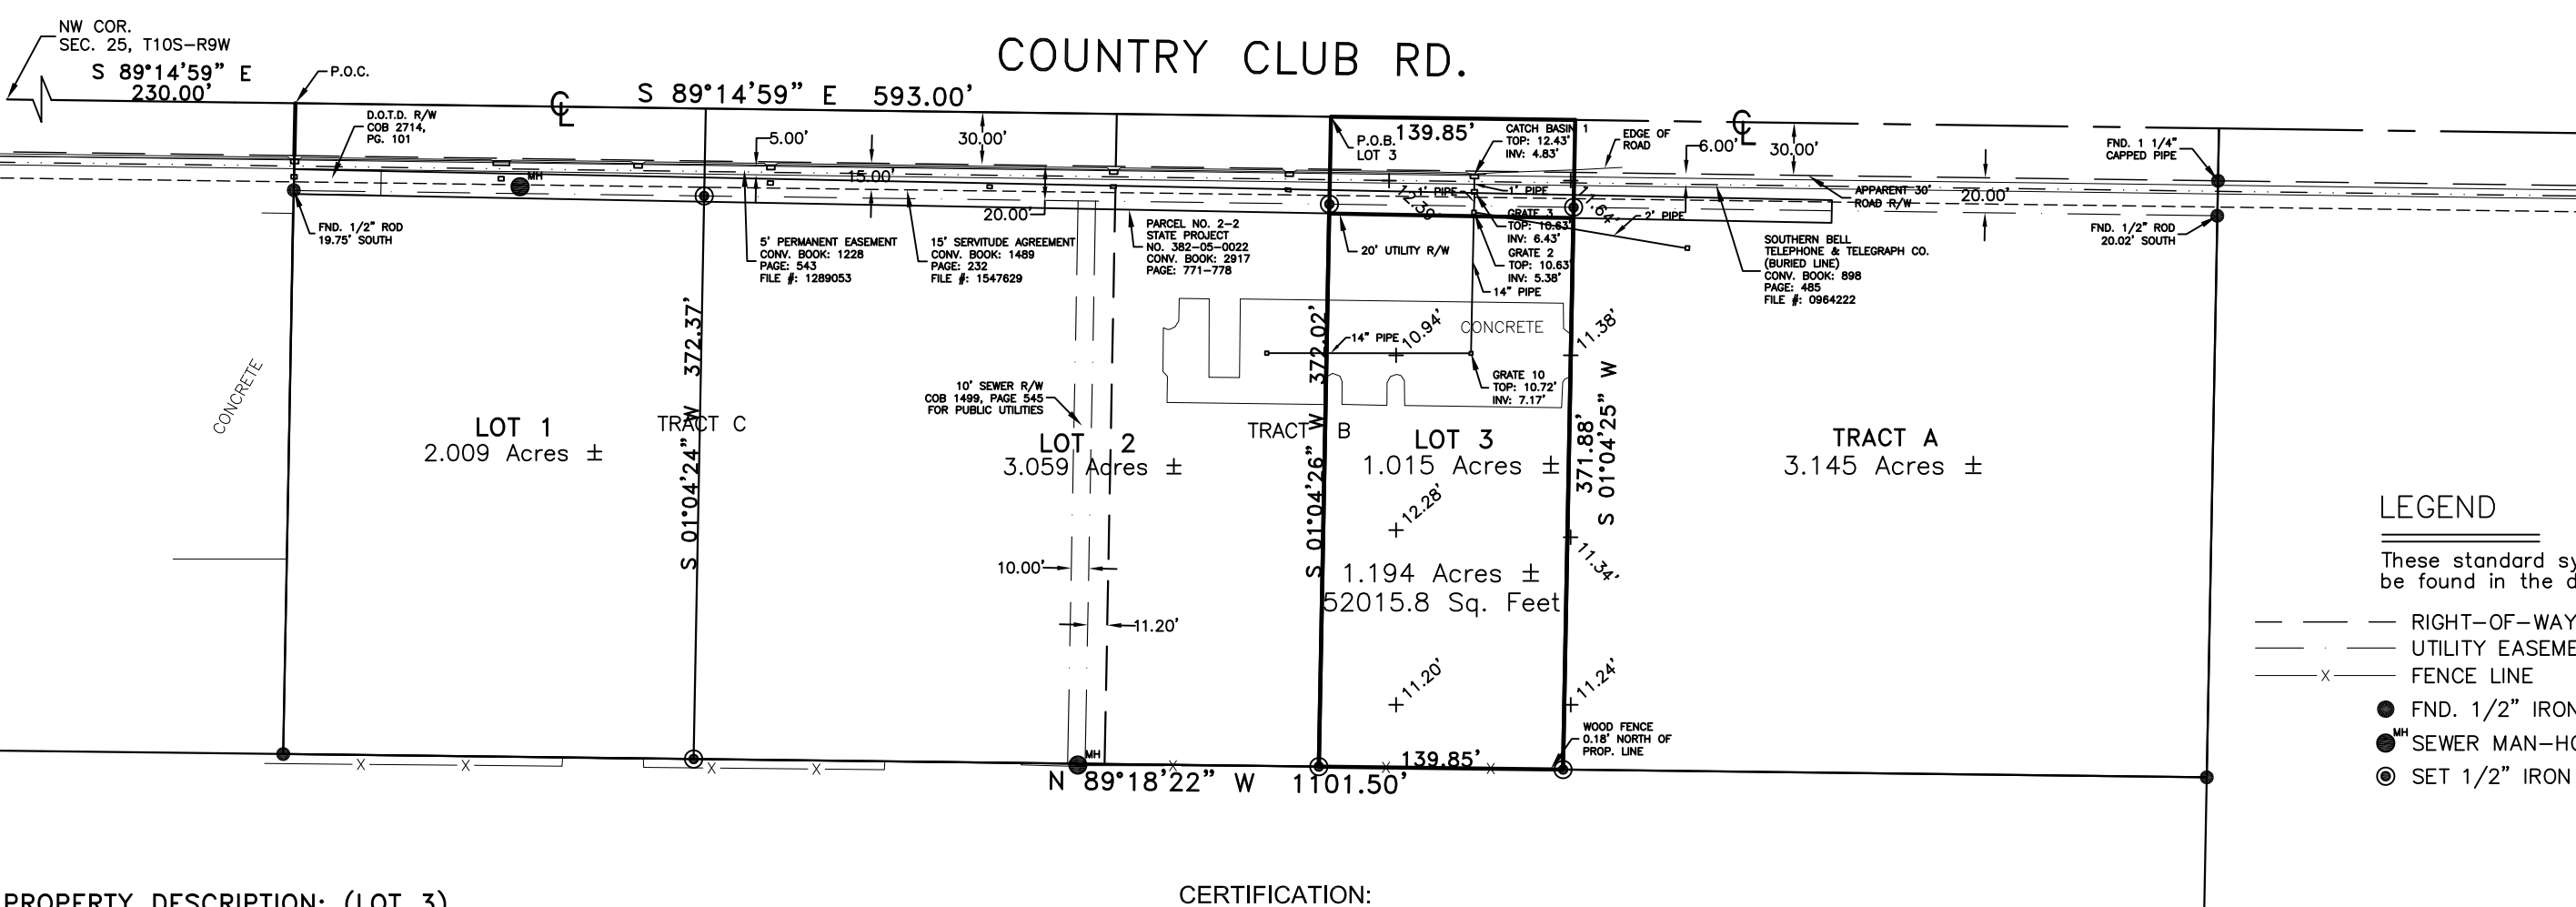 NW COR.
SEC. 25, T10S-R9W
S 89°14'59" E
230.00'
P.O.C.
COUNTRY CLUB RD.
S 89°14'59" E 593.00'
D.O.T.D. R/W
COB 2714,
PG. 101
5.00'
30.00'
15.00'
20.00'
MH
P.O.B.
LOT 3
139.85'
CATCH BASIN 1
TOP: 12.43'
INV: 4.83'
EDGE OF
ROAD
6.00'
30.00'
FND. 1 1/4"
CAPPED PIPE
APPARENT 30'
ROAD R/W
20.00'
1' PIPE
1' PIPE
12.39'
GRATE 3
TOP: 10.63'
INV: 6.43'
GRATE 2
TOP: 10.63'
INV: 5.38'
14" PIPE
2' PIPE
FND. 1/2" ROD
19.75' SOUTH
5' PERMANENT EASEMENT
CONV. BOOK: 1228
PAGE: 543
FILE #: 1289053
15' SERVITUDE AGREEMENT
CONV. BOOK: 1489
PAGE: 232
FILE #: 1547629
PARCEL NO. 2-2
STATE PROJECT
NO. 382-05-0022
CONV. BOOK: 2917
PAGE: 771-778
20' UTILITY R/W
SOUTHERN BELL
TELEPHONE & TELEGRAPH CO.
(BURIED LINE)
CONV. BOOK: 898
PAGE: 485
FILE #: 0964222
FND. 1/2" ROD
20.02' SOUTH
CONCRETE
LOT 1
2.009 Acres ±
TRACT C
S 01°04'24" W 372.37'
10' SEWER R/W
COB 1499, PAGE 545
FOR PUBLIC UTILITIES
LOT 2
3.059 Acres ±
10.00'
11.20'
TRACT B
S 01°04'26" W 372.02'
14" PIPE
10.94'
CONCRETE
11.38'
GRATE 10
TOP: 10.72'
INV: 7.17'
LOT 3
1.015 Acres ±
12.28'
1.194 Acres ±
52015.8 Sq. Feet
11.20'
371.88'
S 01°04'25" W
11.34'
11.24'
WOOD FENCE
0.18' NORTH OF
PROP. LINE
TRACT A
3.145 Acres ±
MH
139.85'
N 89°18'22" W 1101.50'
X
X
X
X
X
X
X
LEGEND
These standard sy
be found in the d
RIGHT-OF-WAY
UTILITY EASEME
X FENCE LINE
FND. 1/2" IRON
MH SEWER MAN-HO
SET 1/2" IRON
PROPERTY DESCRIPTION: (LOT 3)
CERTIFICATION: